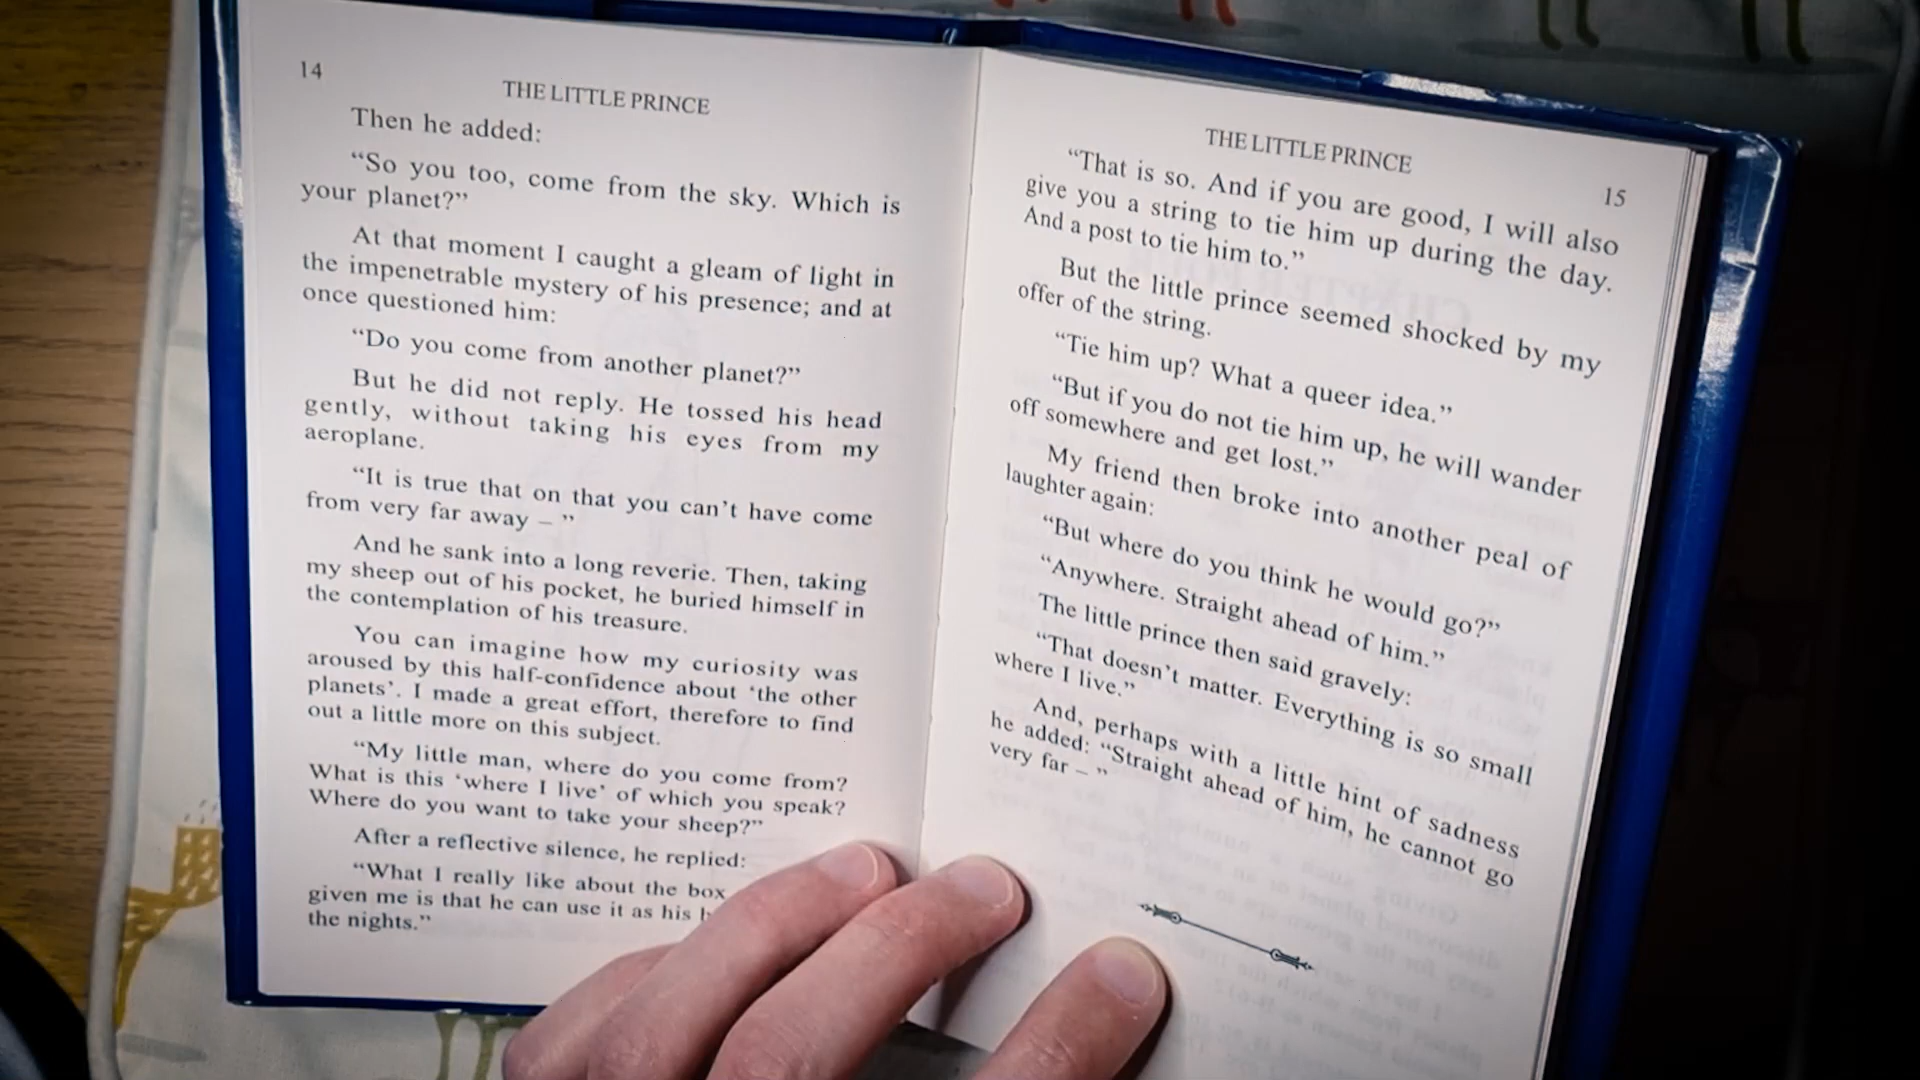 14
THE LITTLE PRINCE
Then he added:
“So you too, come from the sky. Which is
your planet?”
At that moment I caught a gleam of light in
the impenetrable mystery of his presence; and at
once questioned him:
“Do you come from another planet?”
But he did not reply. He tossed his head
gently, without taking his eyes from my
aeroplane.
“It is true that on that you can’t have come
from very far away – ”
And he sank into a long reverie. Then, taking
my sheep out of his pocket, he buried himself in
the contemplation of his treasure.
You can imagine how my curiosity was
aroused by this half-confidence about ‘the other
planets’. I made a great effort, therefore to find
out a little more on this subject.
“My little man, where do you come from?
What is this ‘where I live’ of which you speak?
Where do you want to take your sheep?”
After a reflective silence, he replied:
“What I really like about the box
given me is that he can use it as his
the nights.”
THE LITTLE PRINCE
15
“That is so. And if you are good, I will also
give you a string to tie him up during the day.
And a post to tie him to.”
But the little prince seemed shocked by my
offer of the string.
“Tie him up? What a queer idea.”
“But if you do not tie him up, he will wander
off somewhere and get lost.”
My friend then broke into another peal of
laughter again:
“But where do you think he would go?”
“Anywhere. Straight ahead of him.”
The little prince then said gravely:
“That doesn’t matter. Everything is so small
where I live.”
And, perhaps with a little hint of sadness
he added: “Straight ahead of him, he cannot go
very far – ”